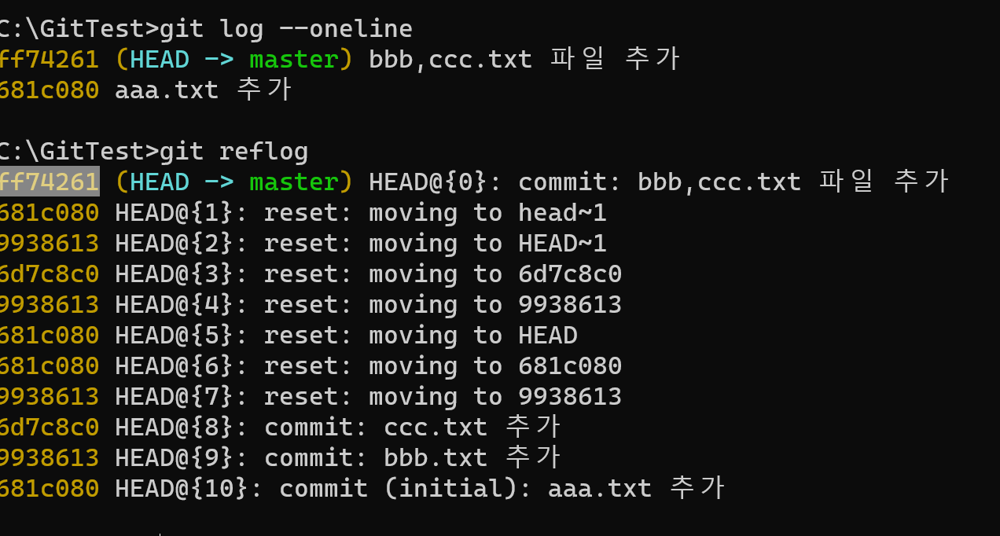 C:\GitTest>git log --oneline
ff74261 (HEAD -> master) bbb,ccc.txt 파일 추가
681c080 aaa.txt 추가
C:\GitTest>git reflog
ff74261 (HEAD -> master) HEAD@{0}: commit: bbb,ccc.txt 파일 추가
681c080 HEAD@{1}: reset: moving to head~1
9938613 HEAD@{2}: reset: moving to HEAD~1
6d7c8c0 HEAD@{3}: reset: moving to 6d7c8c0
9938613 HEAD@{4}: reset: moving to 9938613
681c080 HEAD@{5}: reset: moving to HEAD
681c080 HEAD@{6}: reset: moving to 681c080
9938613 HEAD@{7}: reset: moving to 9938613
6d7c8c0 HEAD@{8}: commit: ccc.txt 추가
9938613 HEAD@{9}: commit: bbb.txt 추가
681c080 HEAD@{10}: commit (initial): aaa.txt 추가